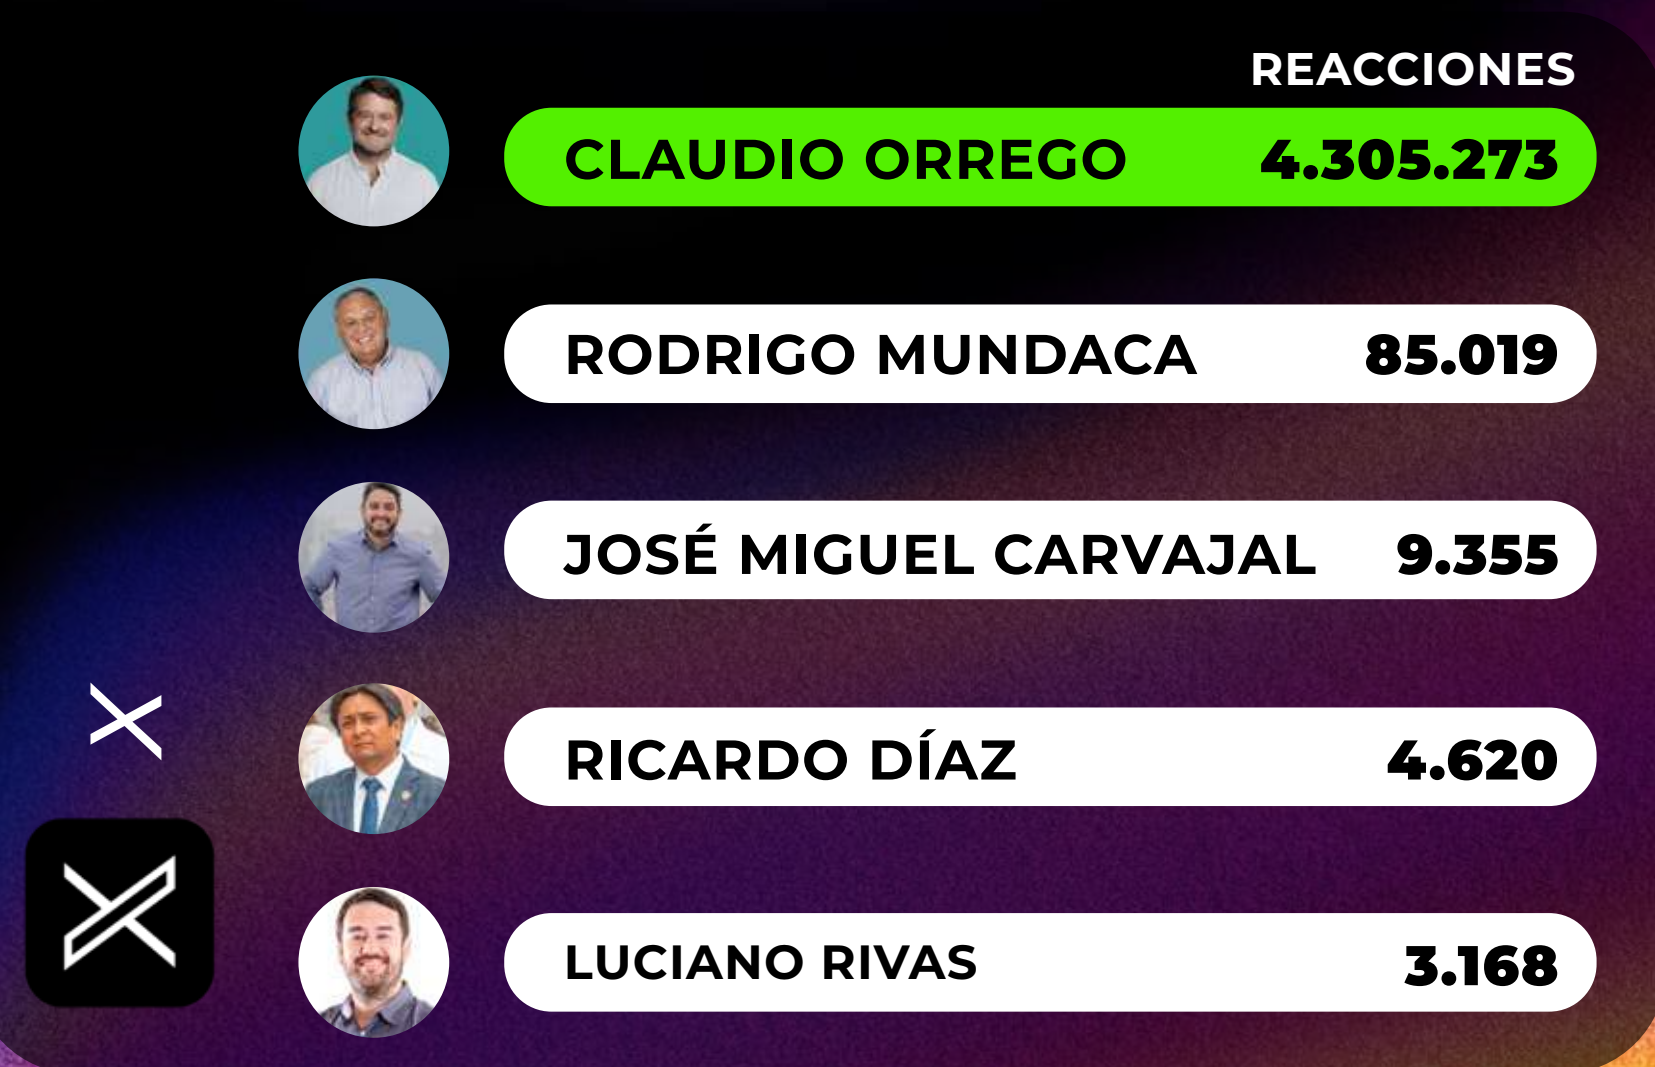 REACCIONES
CLAUDIO ORREGO 4.305.273
RODRIGO MUNDACA 85.019
JOSÉ MIGUEL CARVAJAL 9.355
RICARDO DÍAZ 4.620
LUCIANO RIVAS 3.168